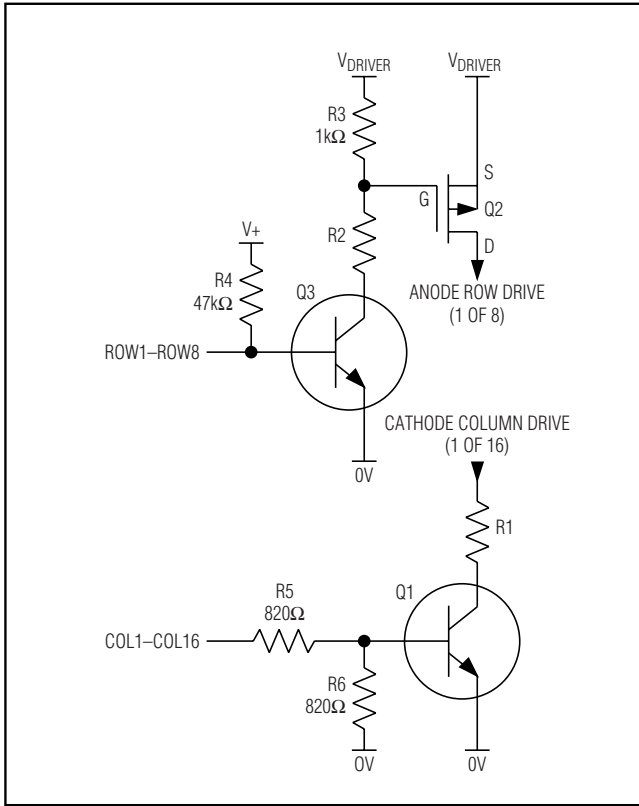 VDRIVER
VDRIVER
R3
1kΩ
S
G
Q2
D
R2
V+
R4
47kΩ
Q3
ANODE ROW DRIVE
(1 OF 8)
ROW1–ROW8
CATHODE COLUMN DRIVE
(1 OF 16)
0V
R1
R5
820Ω
Q1
COL1–COL16
R6
820Ω
0V
0V